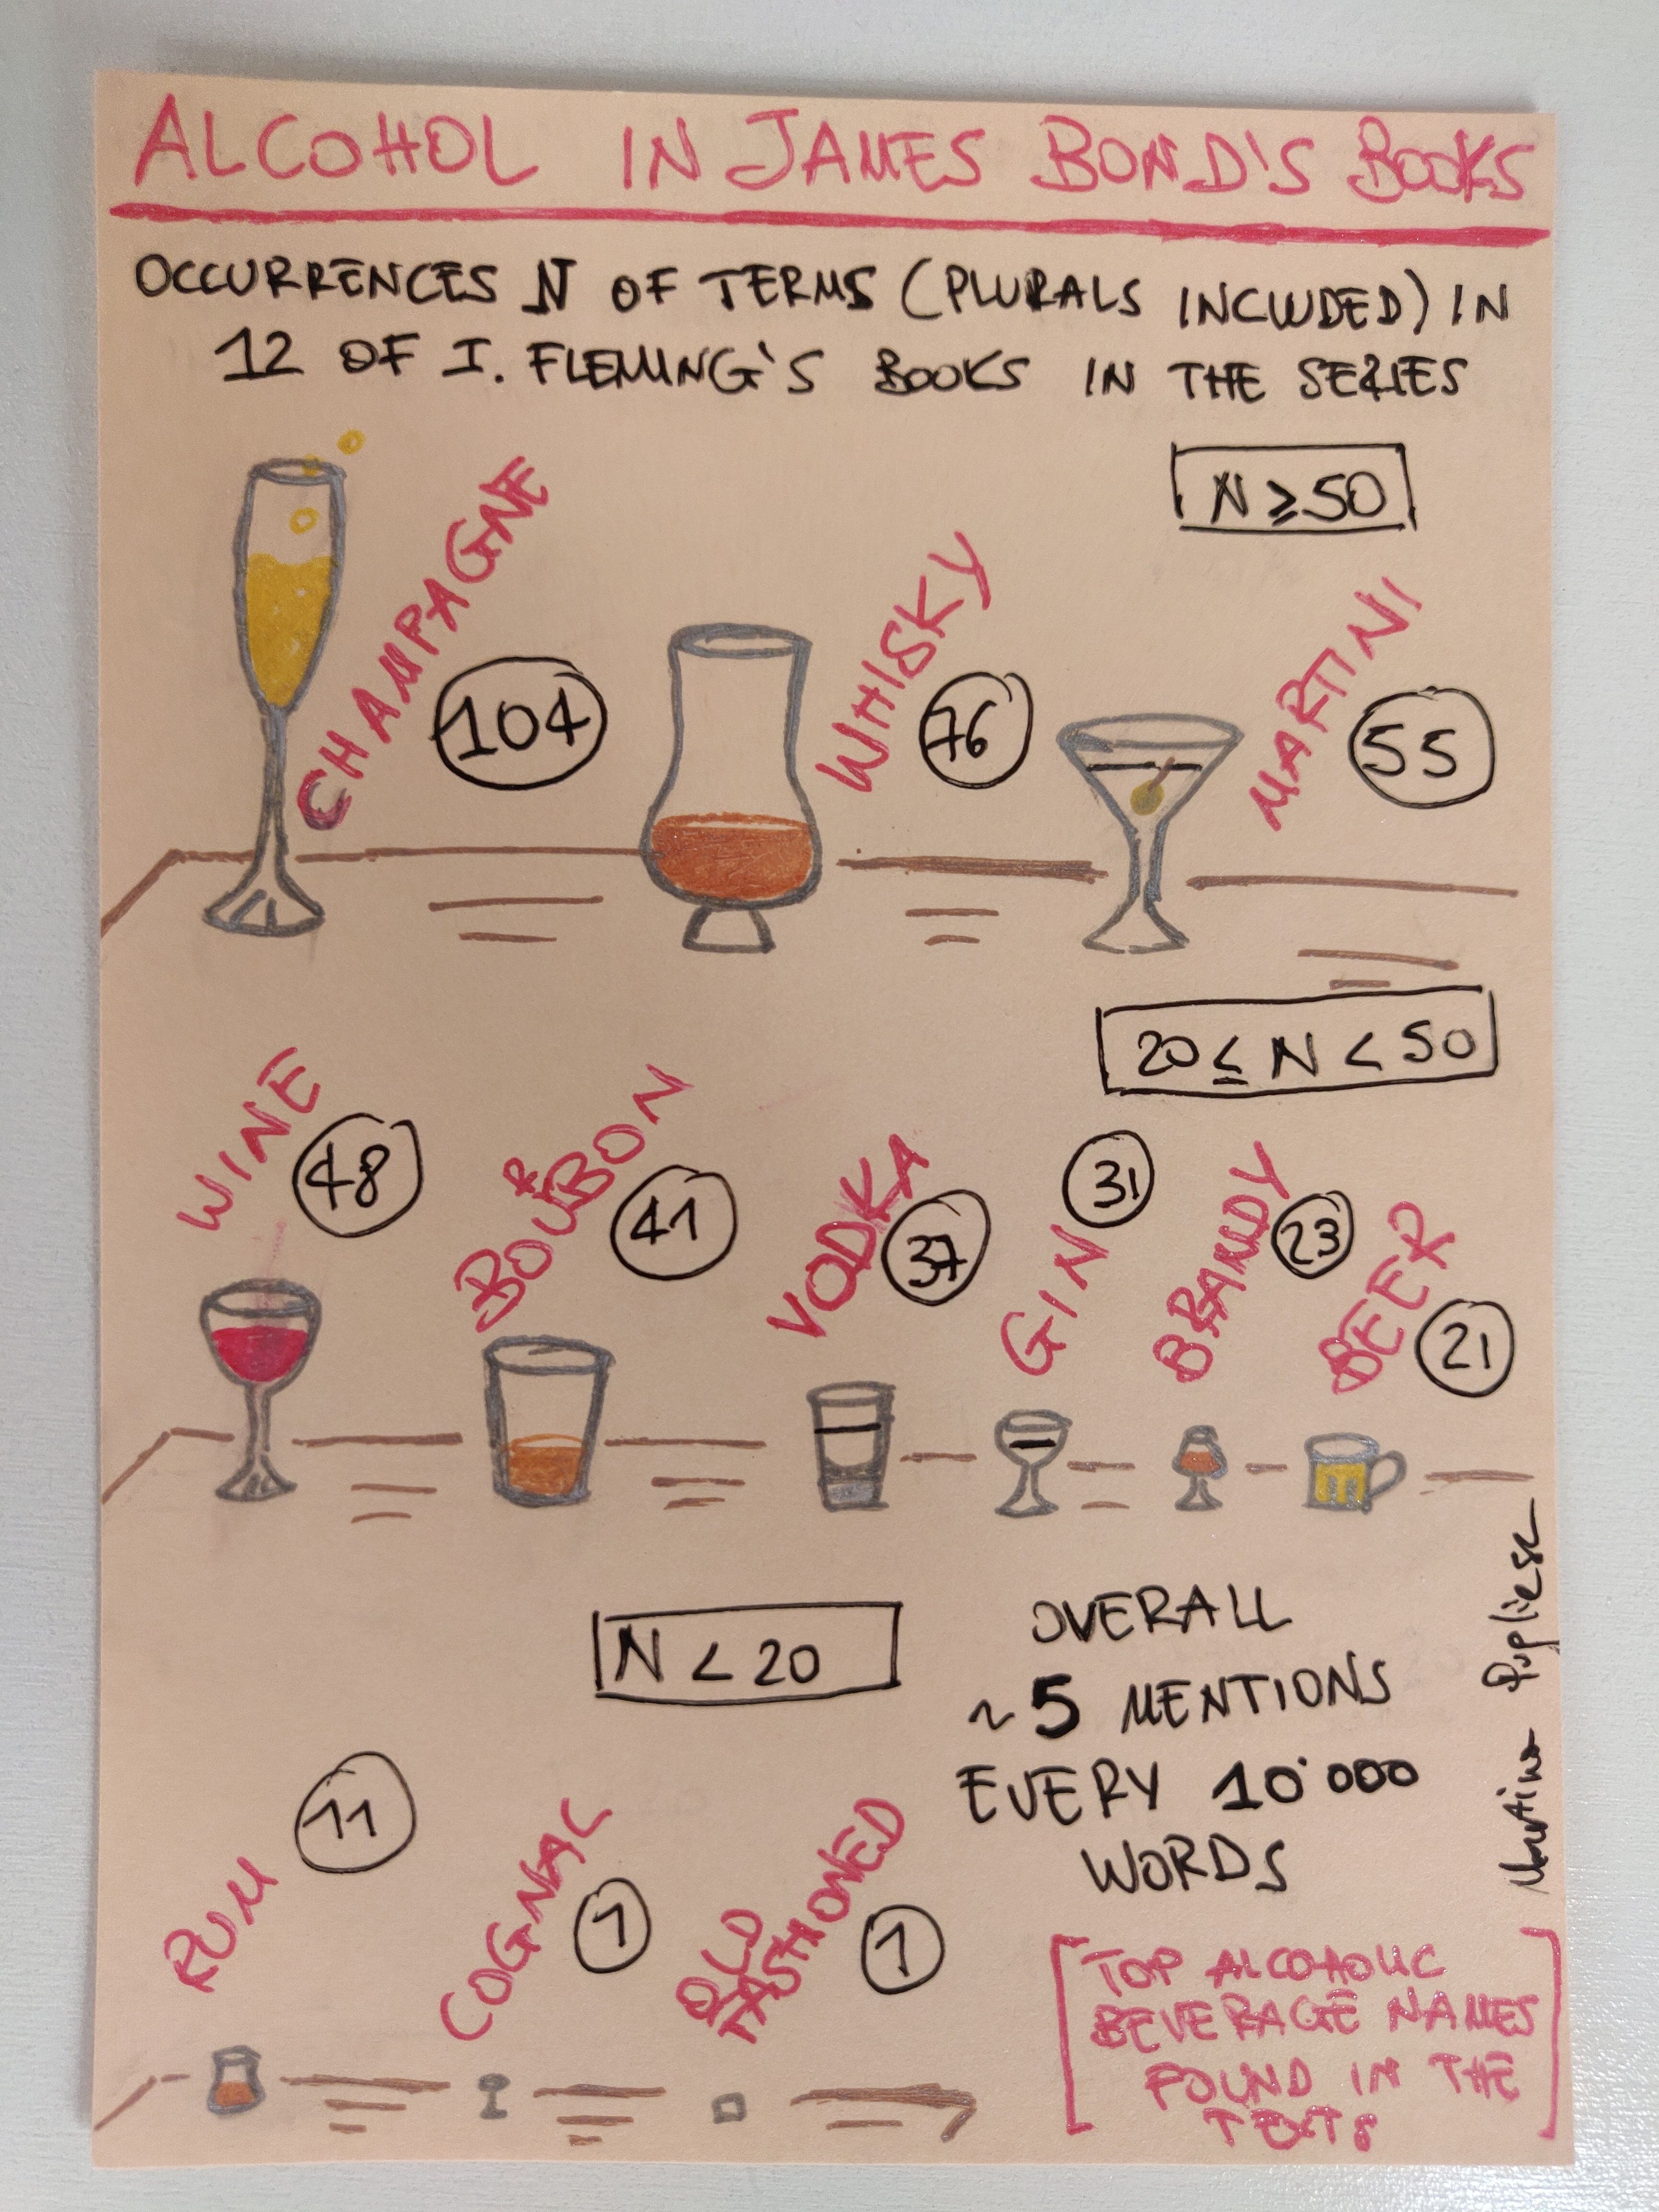 ALCOHOL IN JAMES BOND'S BOOKS
OCCURRENCES N OF TERMS (PLURALS INCLUDED) IN
12 OF I. FLEMING'S BOOKS IN THE SERIES
N ≥ 50
CHAMPAGNE
104
WHISKY
76
MARTINI
55
20 ≤ N < 50
WINE
48
BOURBON
41
VODKA
37
GIN
31
BRANDY
23
BEER
21
N < 20
RUM
11
COGNAC
7
OLD
FASHIONED
1
OVERALL
~5 MENTIONS
EVERY 10'000
WORDS
Martina Pugliese
[TOP ALCOHOLIC
BEVERAGE NAMES
FOUND IN THE
TEXTS]